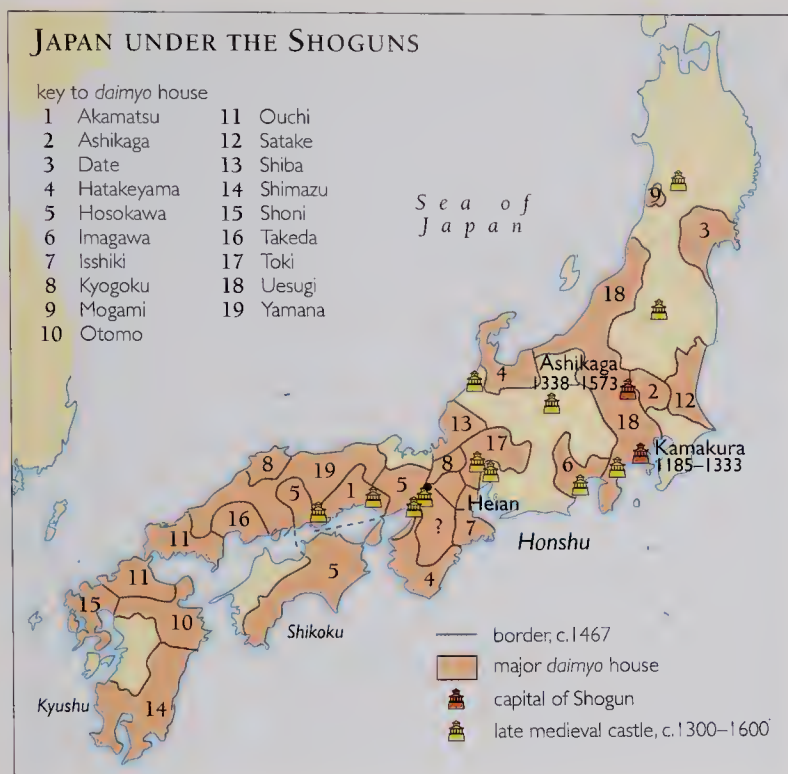 JAPAN UNDER THE SHOGUNS
key to daimyo house
1 Akamatsu
2 Ashikaga
3 Date
4 Hatakeyama
5 Hosokawa
6 Imagawa
7 Isshiki
8 Kyogoku
9 Mogami
10 Otomo
11 Ouchi
12 Satake
13 Shiba
14 Shimazu
15 Shoni
16 Takeda
17 Toki
18 Uesugi
19 Yamana
Sea of
Japan
9
3
18
Ashikaga
1338–1573
4
2
12
13
18
17
Kamakura
1185–1333
8
19
8
6
5
1
5
Heian
16
?
7
11
Honshu
11
5
4
15
10
Shikoku
Kyushu
14
border, c.1467
major daimyo house
capital of Shogun
late medieval castle, c.1300–1600